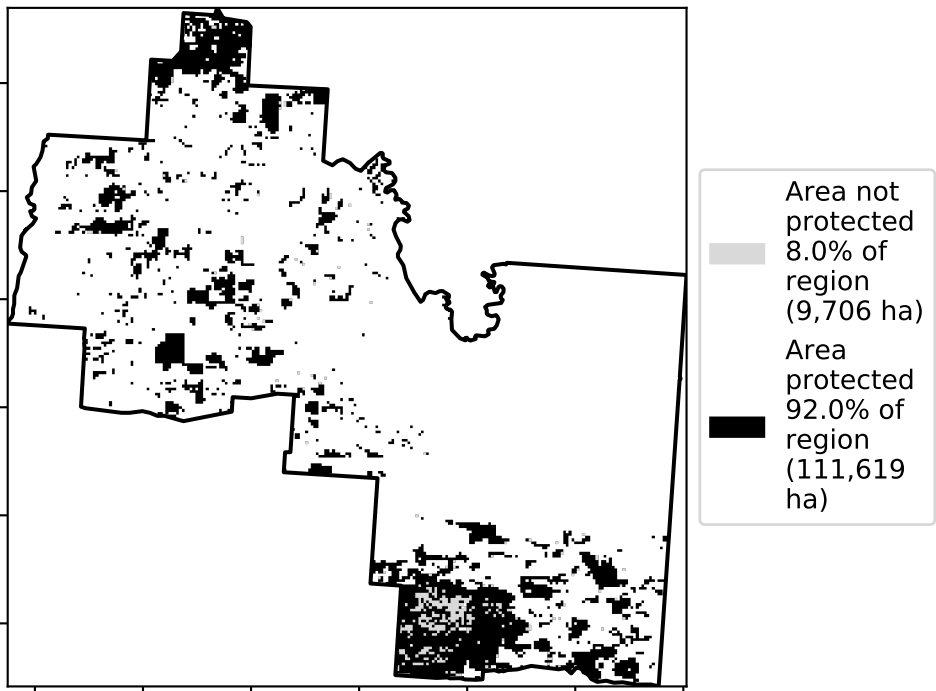 Area not
protected
8.0% of
region
(9,706 ha)
Area
protected
92.0% of
region
(111,619
ha)